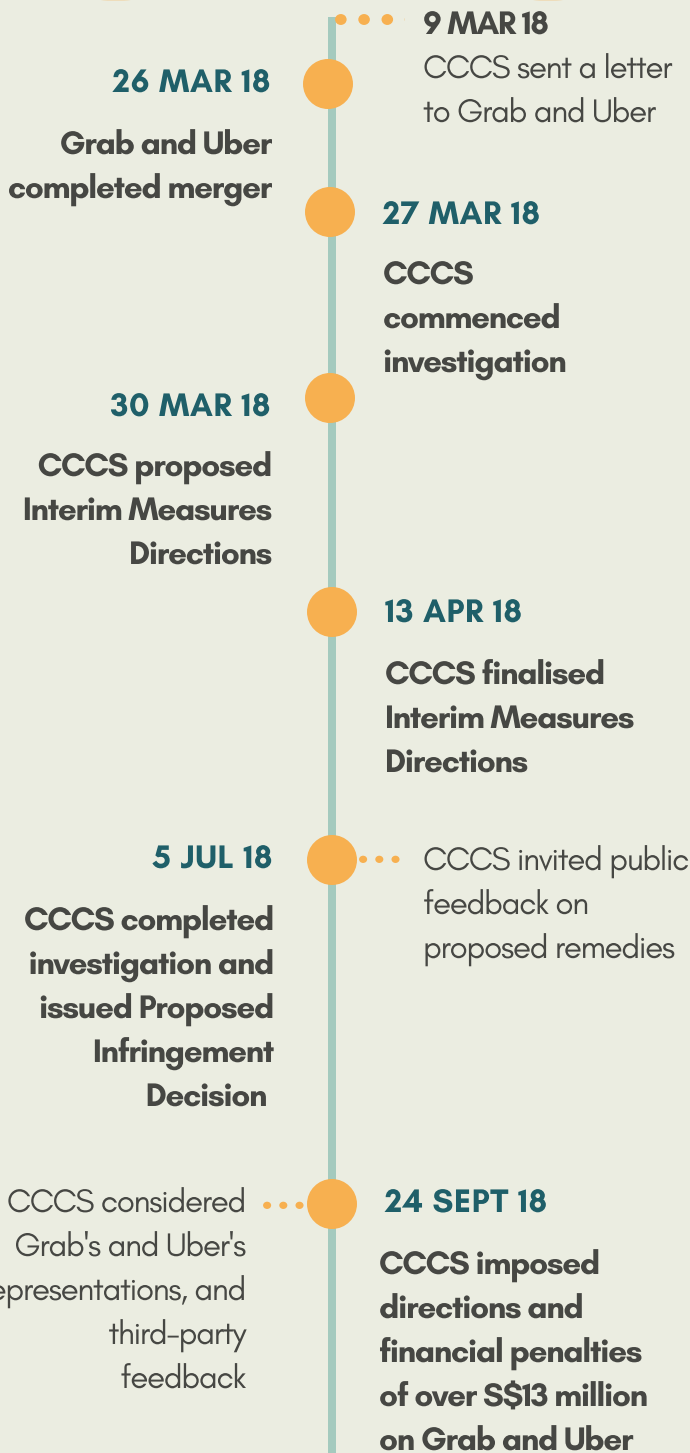 9 MAR 18
CCCS sent a letter
to Grab and Uber
26 MAR 18
Grab and Uber
completed merger
27 MAR 18
CCCS
commenced
investigation
30 MAR 18
CCCS proposed
Interim Measures
Directions
13 APR 18
CCCS finalised
Interim Measures
Directions
5 JUL 18
CCCS completed
investigation and
issued Proposed
Infringement
Decision
CCCS invited public
feedback on
proposed remedies
24 SEPT 18
CCCS imposed
directions and
financial penalties
of over S$13 million
on Grab and Uber
CCCS considered
Grab's and Uber's
epresentations, and
third-party
feedback